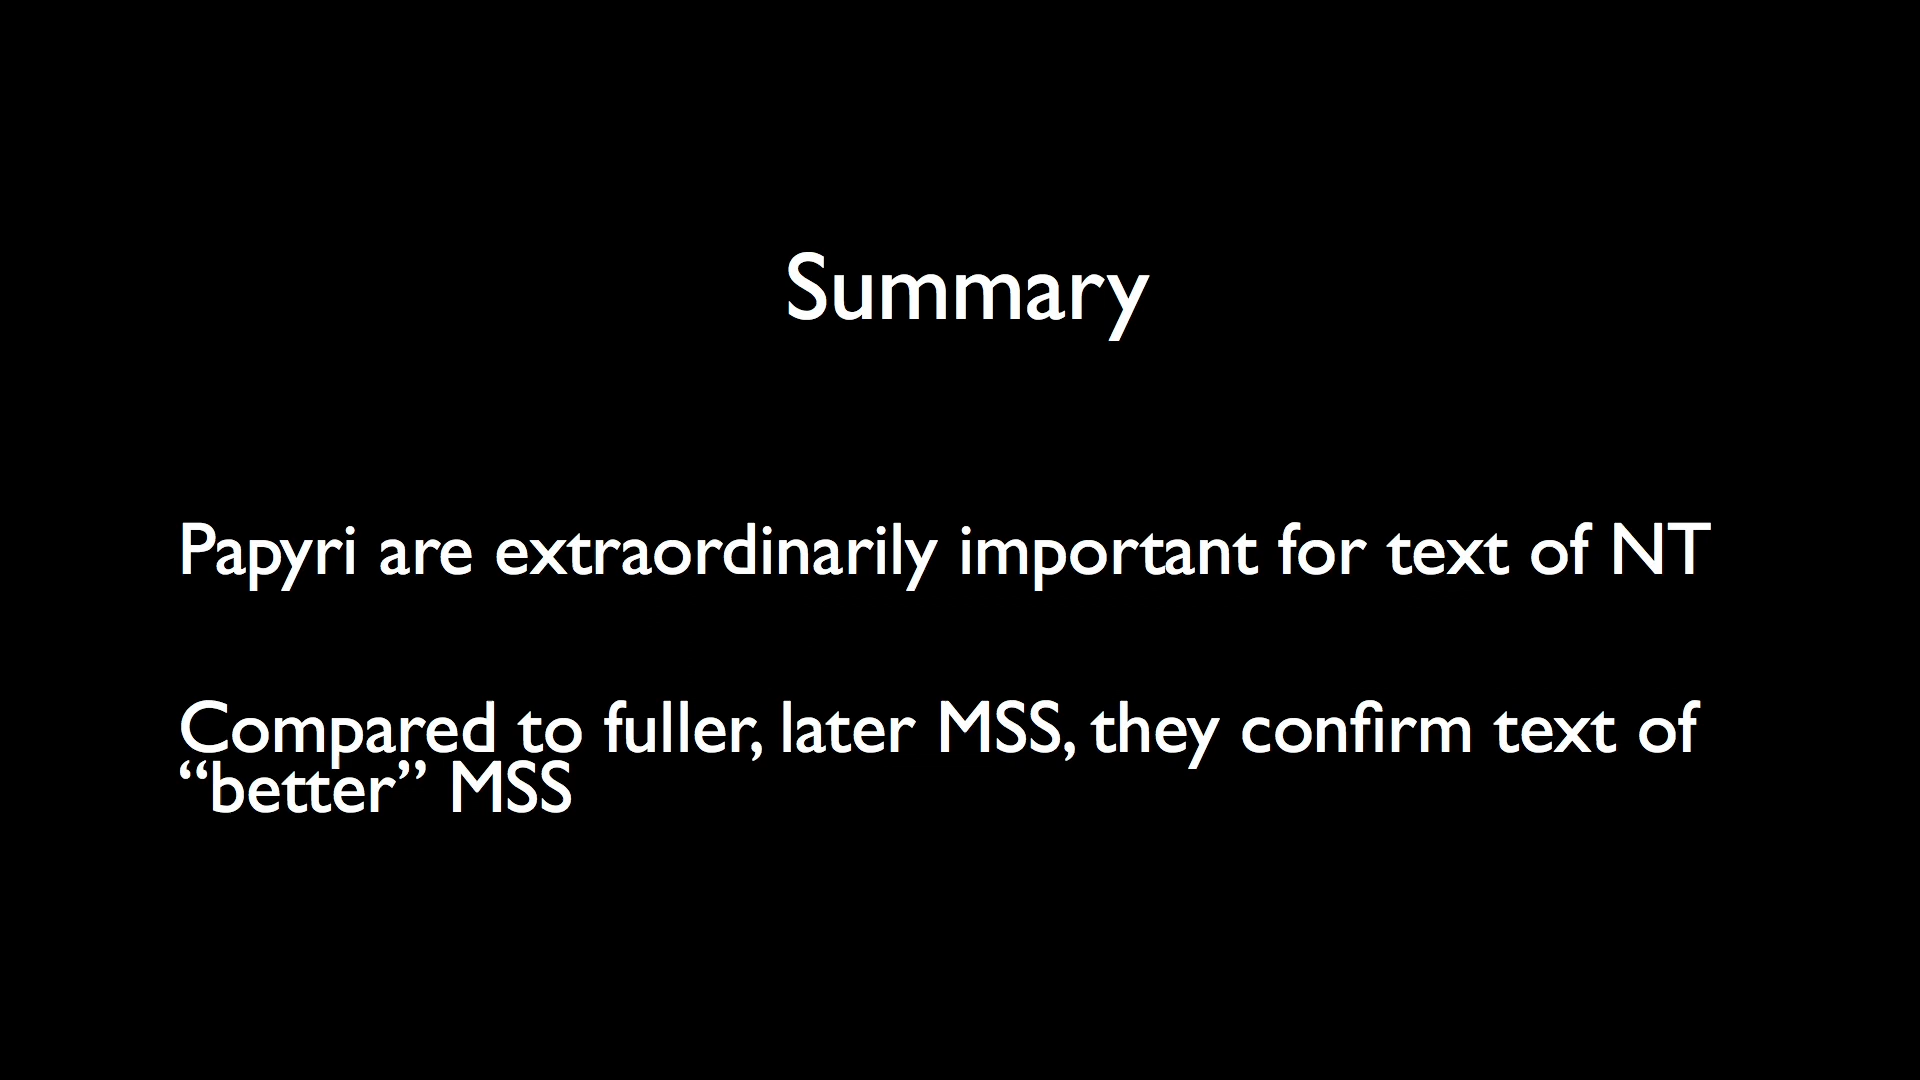 Summary
Papyri are extraordinarily important for text of NT
Compared to fuller, later MSS, they confirm text of
“better” MSS